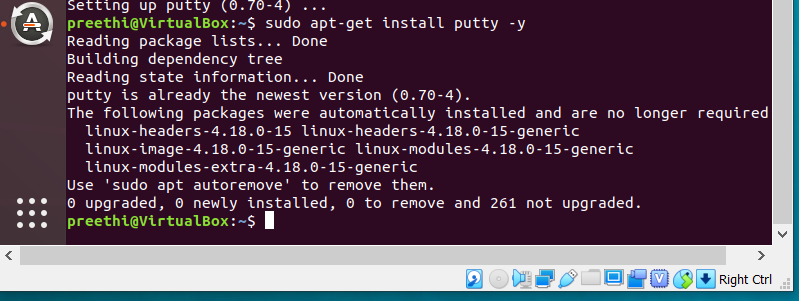 Setting up putty (0.70-4) ...
preethi@VirtualBox:~$ sudo apt-get install putty -y
Reading package lists... Done
Building dependency tree
Reading state information... Done
putty is already the newest version (0.70-4).
The following packages were automatically installed and are no longer required
linux-headers-4.18.0-15 linux-headers-4.18.0-15-generic
linux-image-4.18.0-15-generic linux-modules-4.18.0-15-generic
linux-modules-extra-4.18.0-15-generic
Use 'sudo apt autoremove' to remove them.
0 upgraded, 0 newly installed, 0 to remove and 261 not upgraded.
preethi@VirtualBox:~$
Right Ctrl